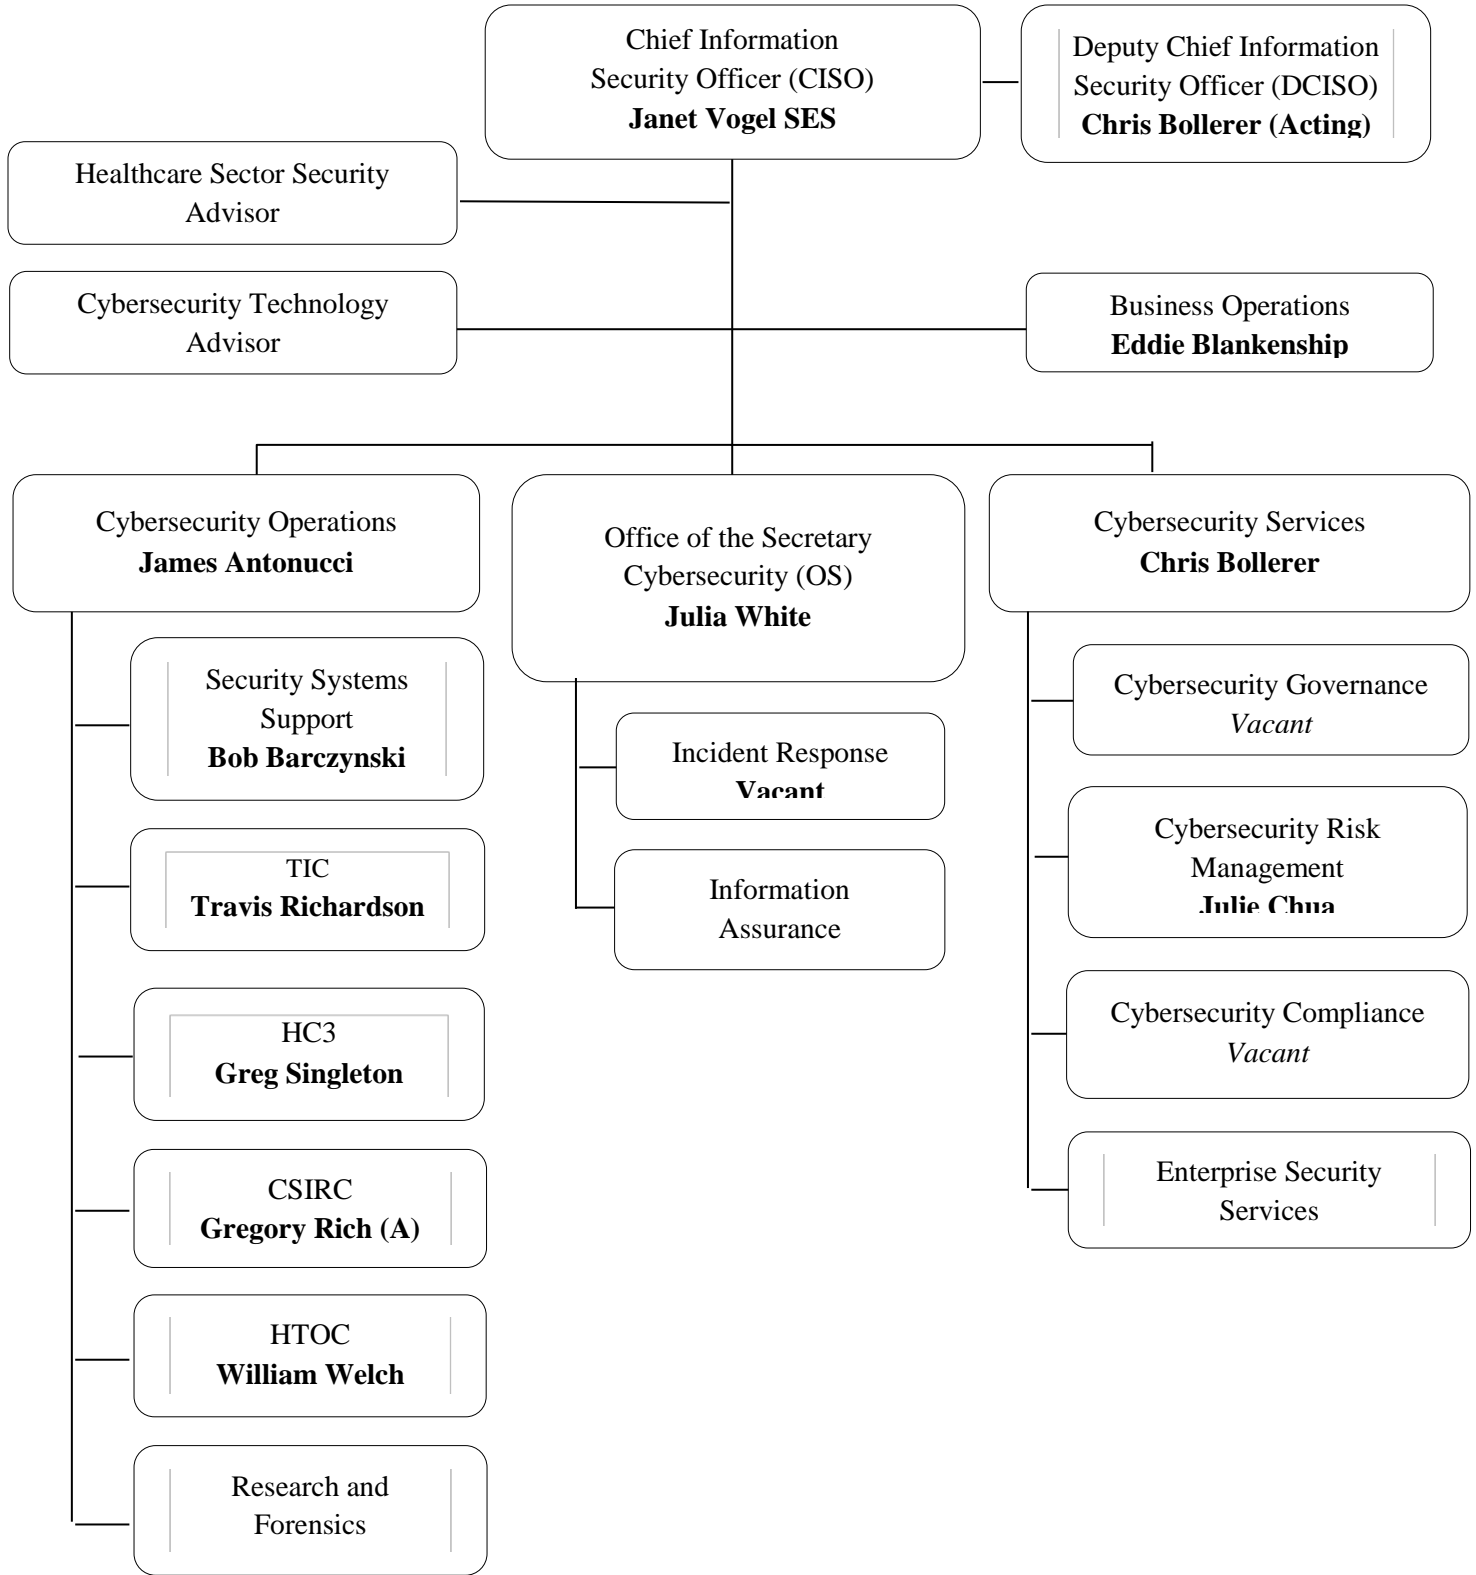 Chief Information
Security Officer (CISO)
Janet Vogel SES
Deputy Chief Information
Security Officer (DCISO)
Chris Bollerer (Acting)
Healthcare Sector Security
Advisor
Cybersecurity Technology
Advisor
Business Operations
Eddie Blankenship
Cybersecurity Operations
James Antonucci
Security Systems
Support
Bob Barczynski
TIC
Travis Richardson
HC3
Greg Singleton
CSIRC
Gregory Rich (A)
HTOC
William Welch
Research and
Forensics
Office of the Secretary
Cybersecurity (OS)
Julia White
Incident Response
Vacant
Information
Assurance
Cybersecurity Services
Chris Bollerer
Cybersecurity Governance
Vacant
Cybersecurity Risk
Management
Julie Chua
Cybersecurity Compliance
Vacant
Enterprise Security
Services